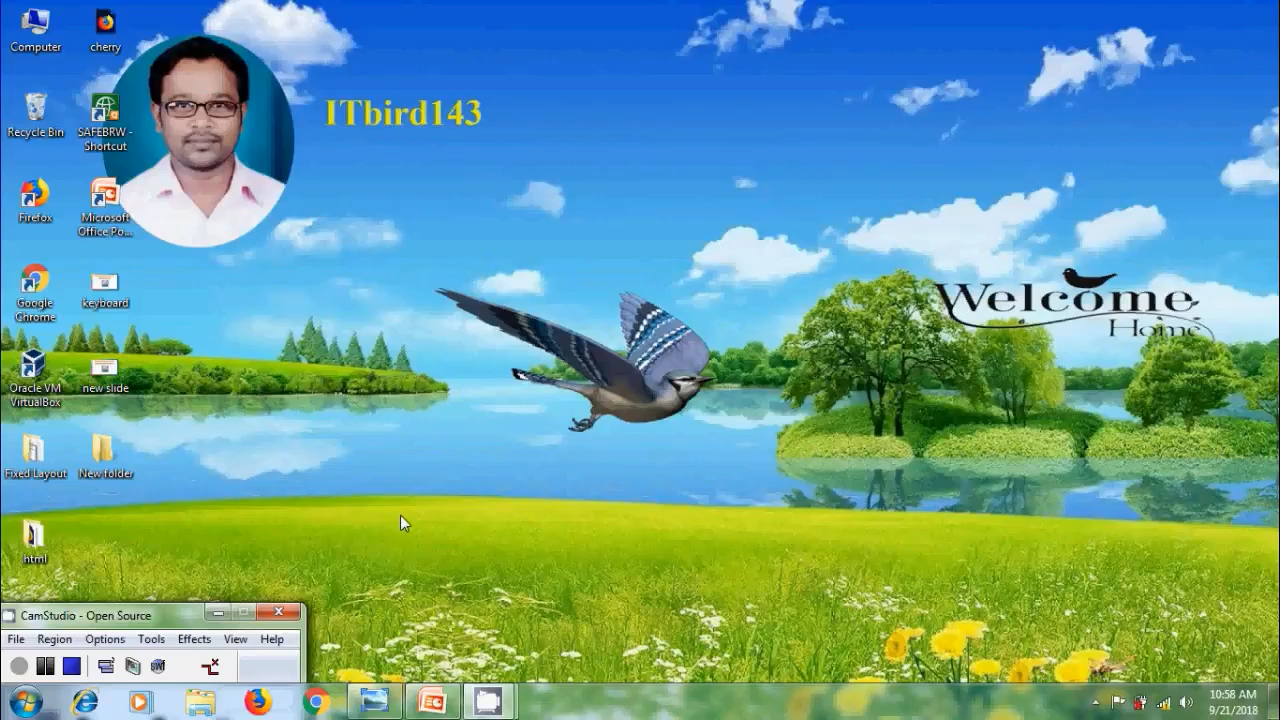 Computer
cherry
ITbird143
Recycle Bin
SAFEBRW -
Shortcut
Firefox
Microsoft
Office Po...
Google
Chrome
keyboard
Welcome
Home
Oracle VM
VirtualBox
new slide
Fixed Layout
New folder
html
CamStudio - Open Source
File Region Options Tools Effects View Help
10:58 AM
9/21/2018